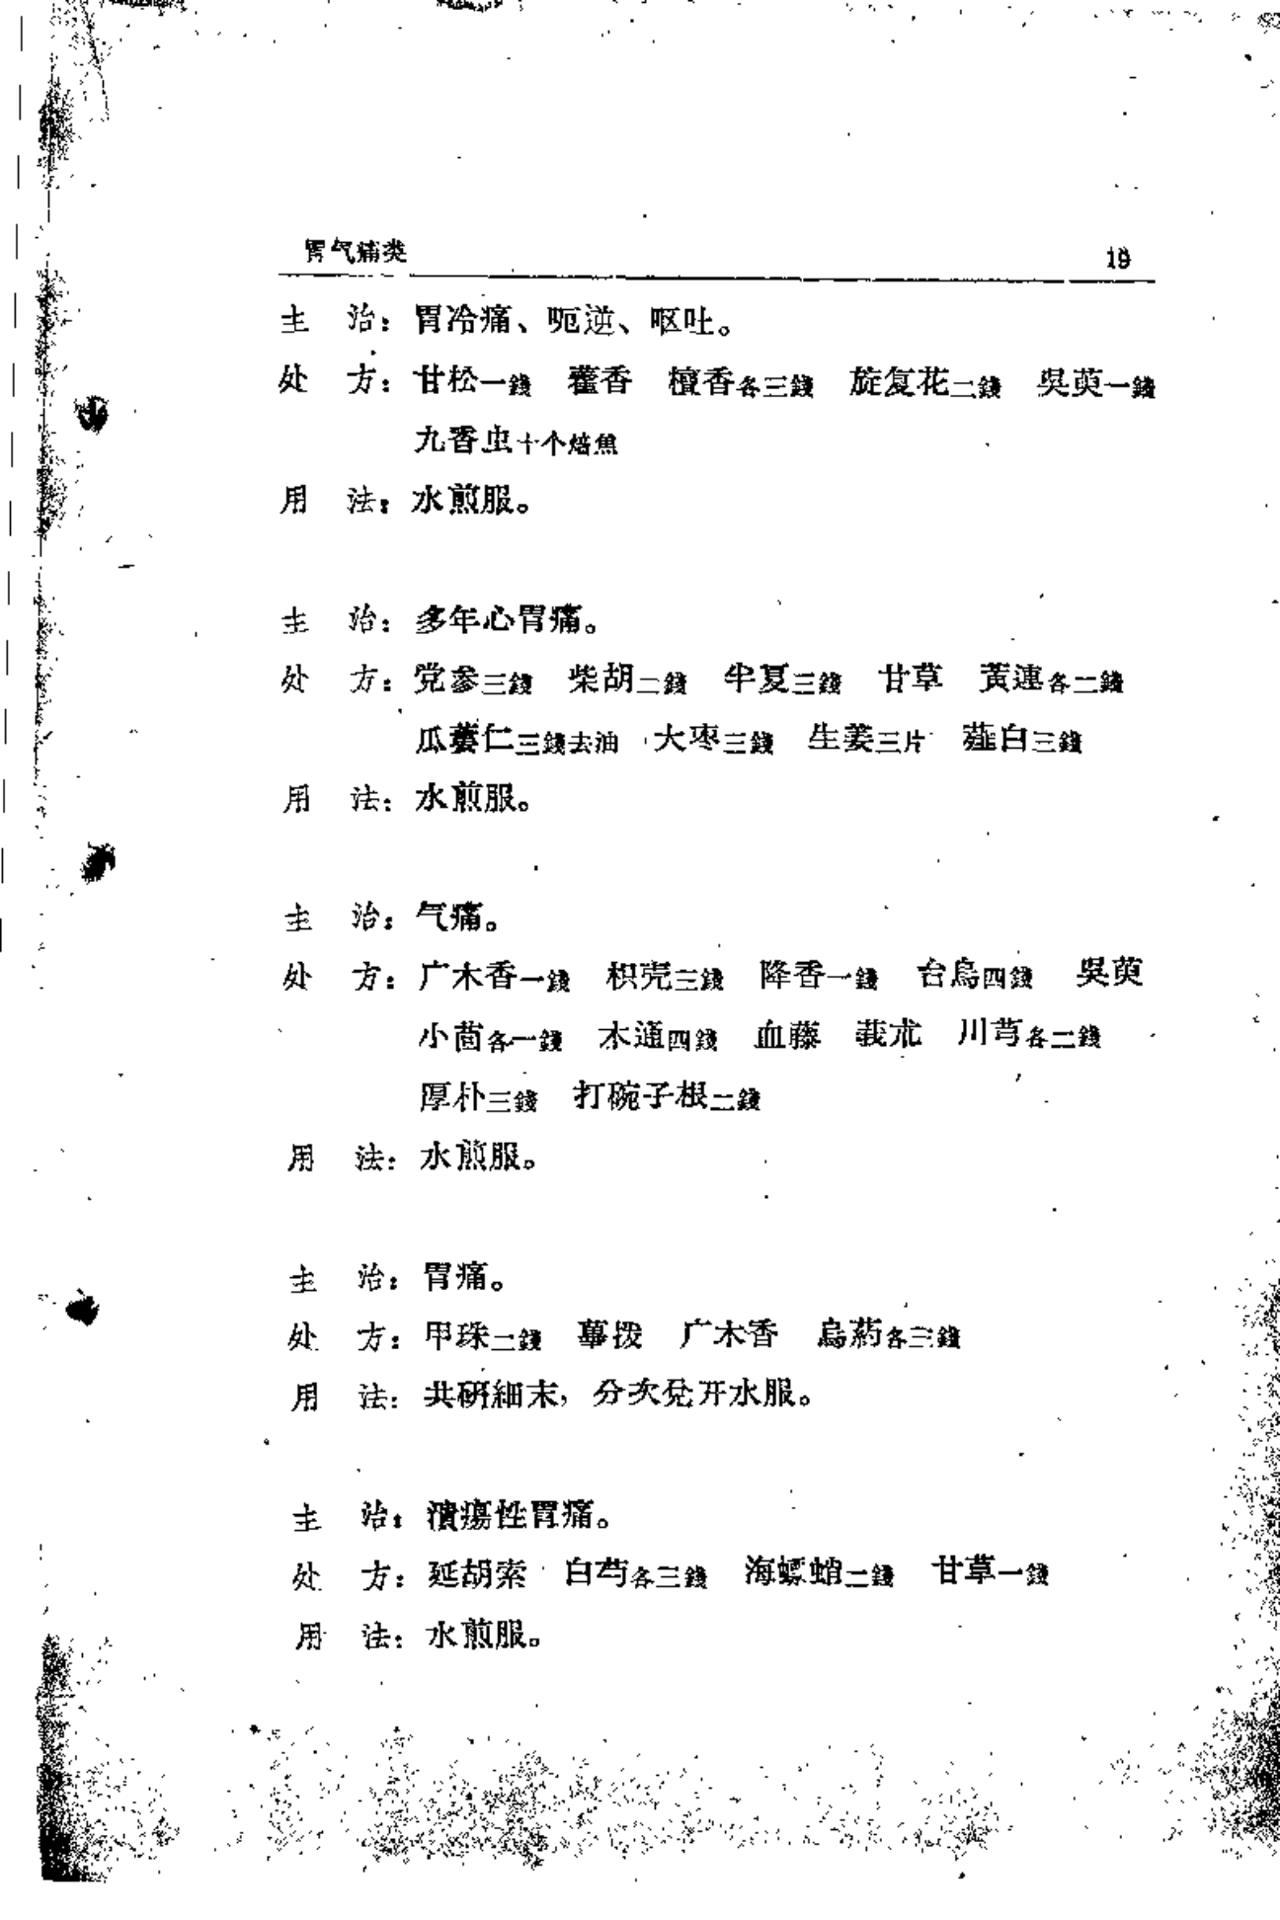 胃气痛类 19
主 治：胃冷痛、呃逆、呕吐。
处 方：甘松一錢 藿香 檀香各三錢 旋复花二錢 吳萸一錢
九香虫十个焙焦
用 法：水煎服。
主 治：多年心胃痛。
处 方：党参三錢 柴胡二錢 半夏三錢 甘草 黃連各二錢
瓜蔞仁三錢去油 大枣三錢 生姜三片 薤白三錢
用 法：水煎服。
主 治：气痛。
处 方：广木香一錢 枳壳三錢 降香一錢 台烏四錢 吳萸
小茴各一錢 木通四錢 血藤 莪朮 川芎各二錢
厚朴三錢 打碗子根二錢
用 法：水煎服。
主 治：胃痛。
处 方：甲珠二錢 蓽拨 广木香 烏药各三錢
用 法：共研細末，分次兌开水服。
主 治：潰瘍性胃痛。
处 方：延胡索 白芍各三錢 海螵蛸二錢 甘草一錢
用 法：水煎服。